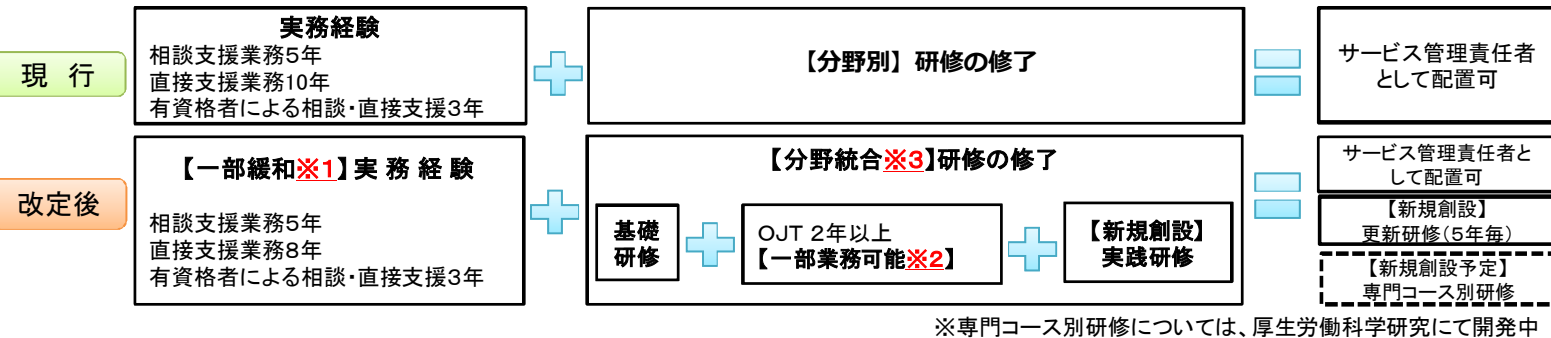 現 行
実務経験
相談支援業務5年
直接支援業務10年
有資格者による相談・直接支援3年
【分野別】研修の修了
サービス管理責任者
として配置可
改定後
【一部緩和※1】実 務 経 験
相談支援業務5年
直接支援業務8年
有資格者による相談・直接支援3年
【分野統合※3】研修の修了
基礎
研修
OJT 2年以上
【一部業務可能※2】
【新規創設】
実践研修
サービス管理責任者と
して配置可
【新規創設】
更新研修(5年毎)
【新規創設予定】
専門コース別研修
※専門コース別研修については、厚生労働科学研究にて開発中